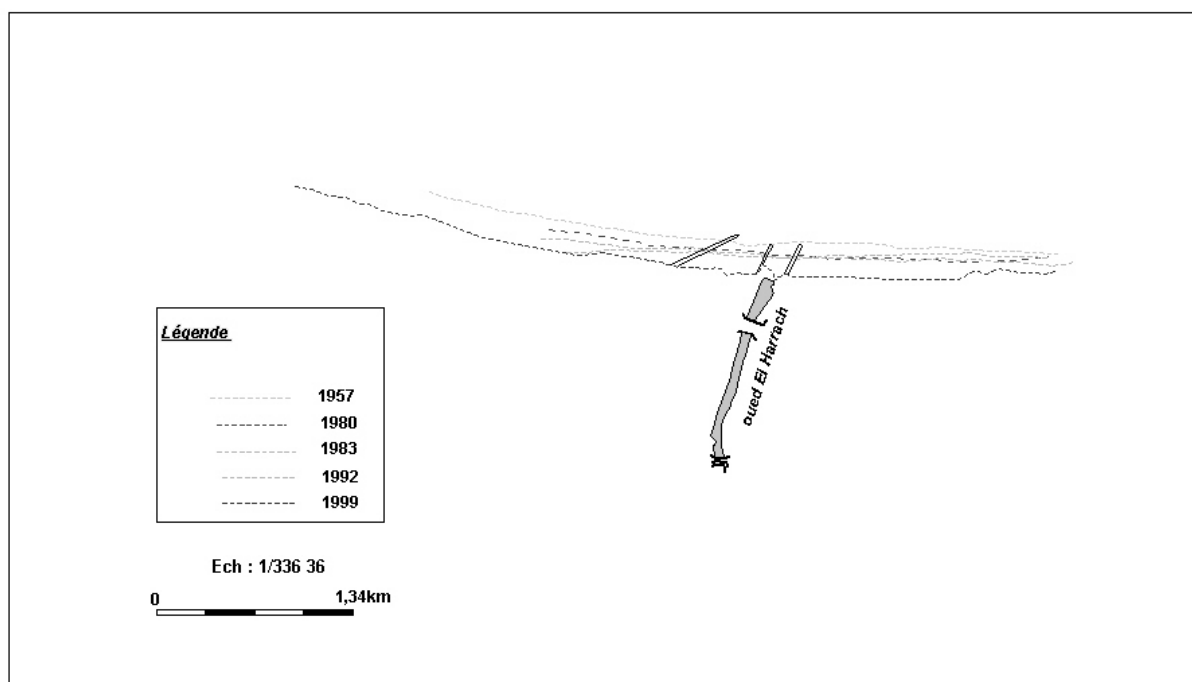 oued El Harrach
Légende
1957
1980
1983
1992
1999
Ech : 1/336 36
0 1,34km